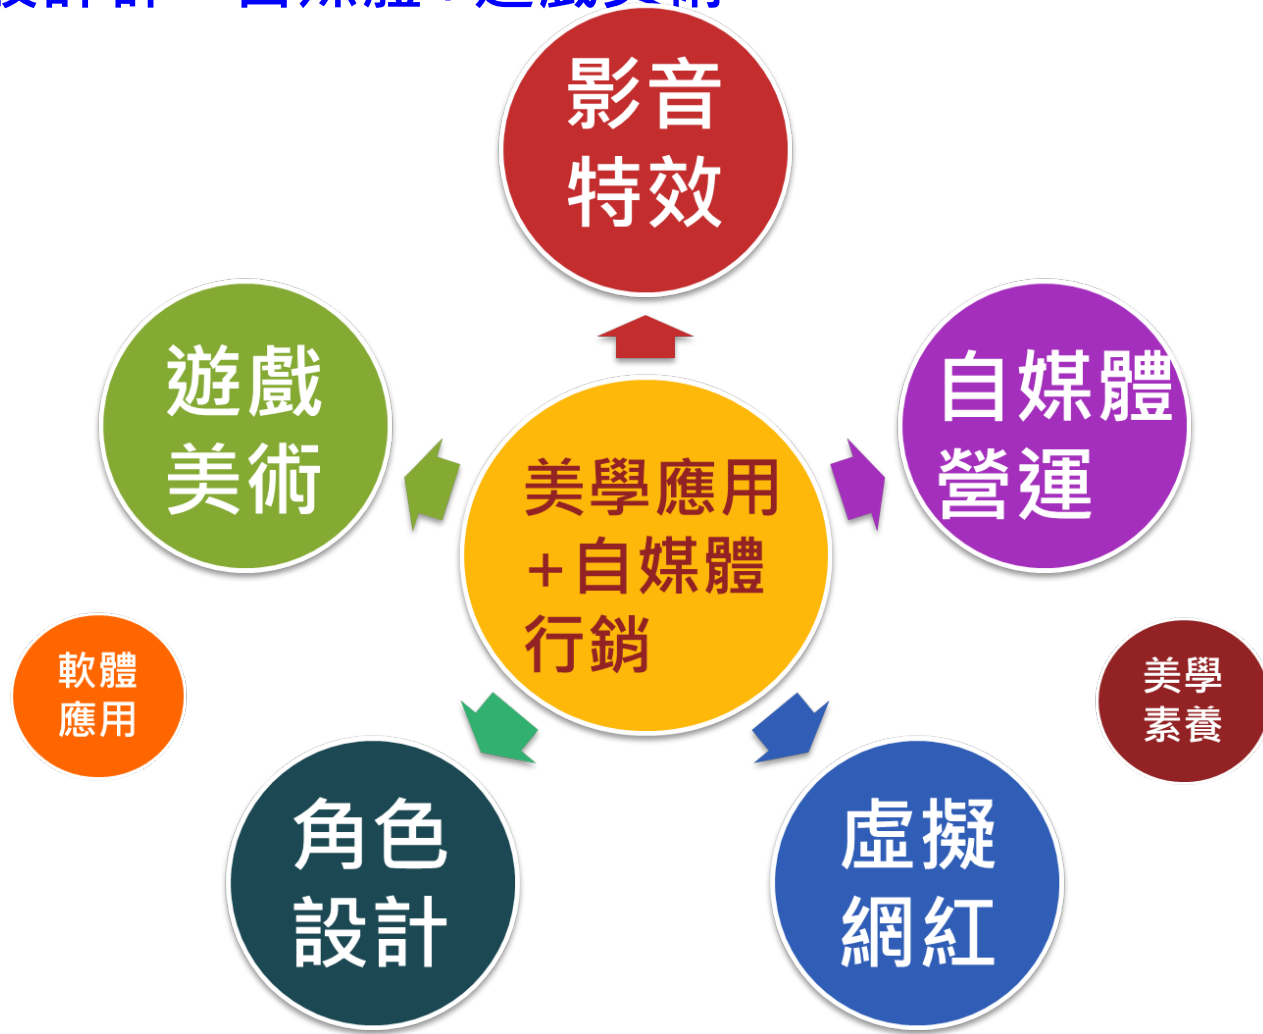 影音
特效
遊戲
美術
自媒體
營運
美學應用
+自媒體
行銷
軟體
應用
美學
素養
角色
設計
虛擬
網紅